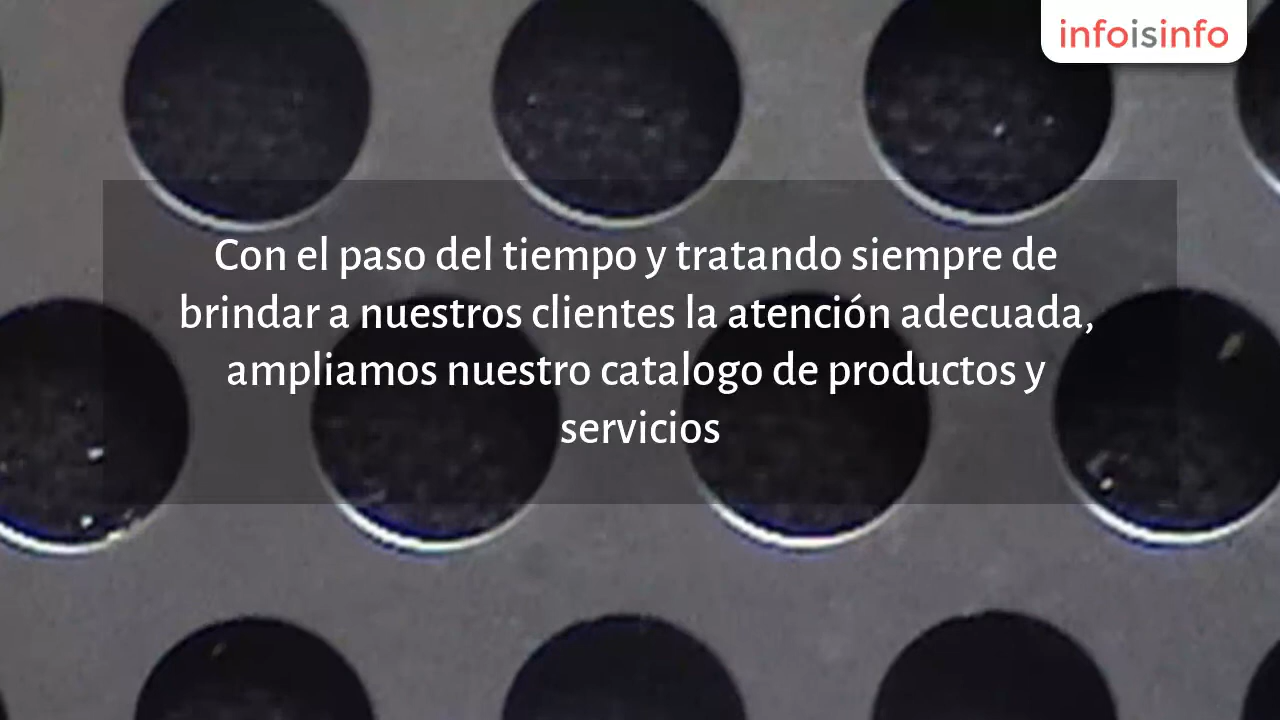 infoisinfo
Con el paso del tiempo y tratando siempre de
brindar a nuestros clientes la atención adecuada,
ampliamos nuestro catalogo de productos y
servicios